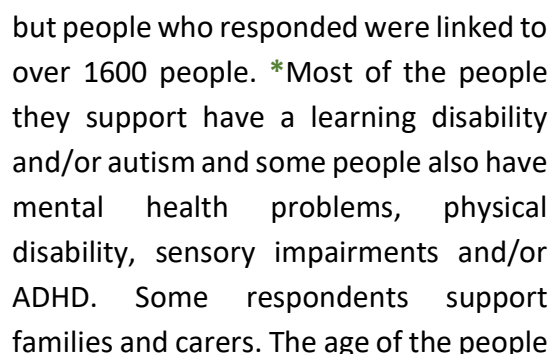 but people who responded were linked to
over 1600 people. *Most of the people
they support have a learning disability
and/or autism and some people also have
mental health problems, physical
disability, sensory impairments and/or
ADHD. Some respondents support
families and carers. The age of the people